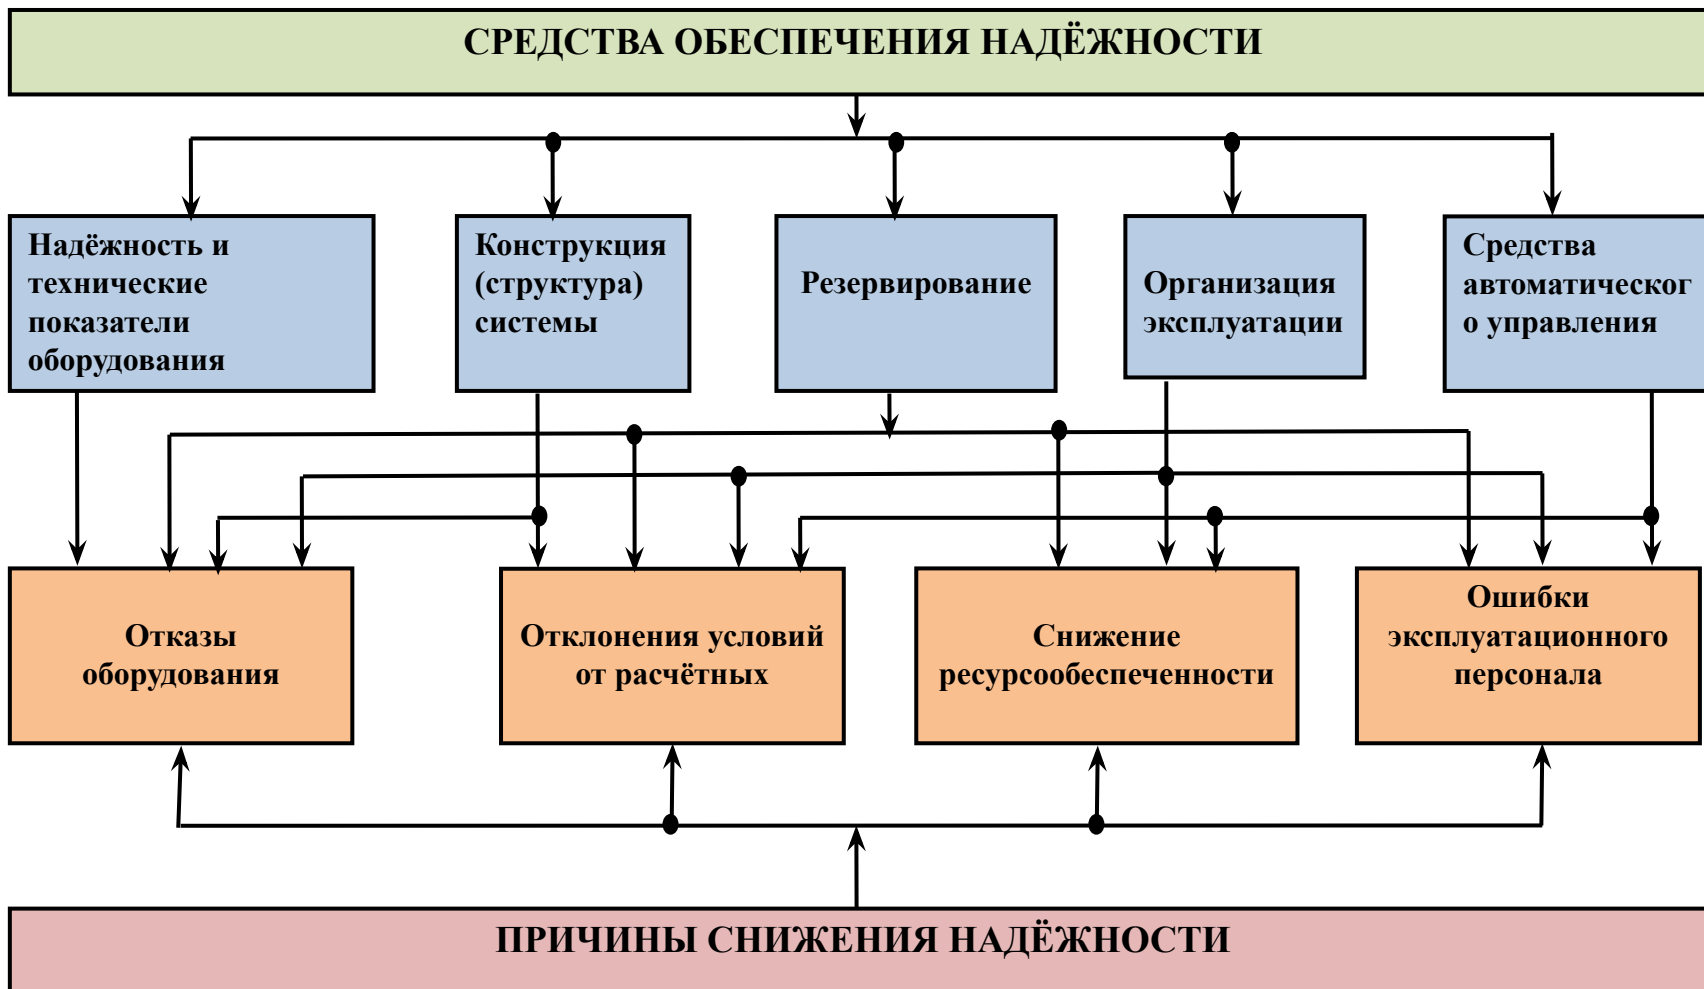 СРЕДСТВА ОБЕСПЕЧЕНИЯ НАДЁЖНОСТИ
Надёжность и
технические
показатели
оборудования
Конструкция
(структура)
системы
Резервирование
Организация
эксплуатации
Средства
автоматическог
о управления
Отказы
оборудования
Отклонения условий
от расчётных
Снижение
ресурсообеспеченности
Ошибки
эксплуатационного
персонала
ПРИЧИНЫ СНИЖЕНИЯ НАДЁЖНОСТИ